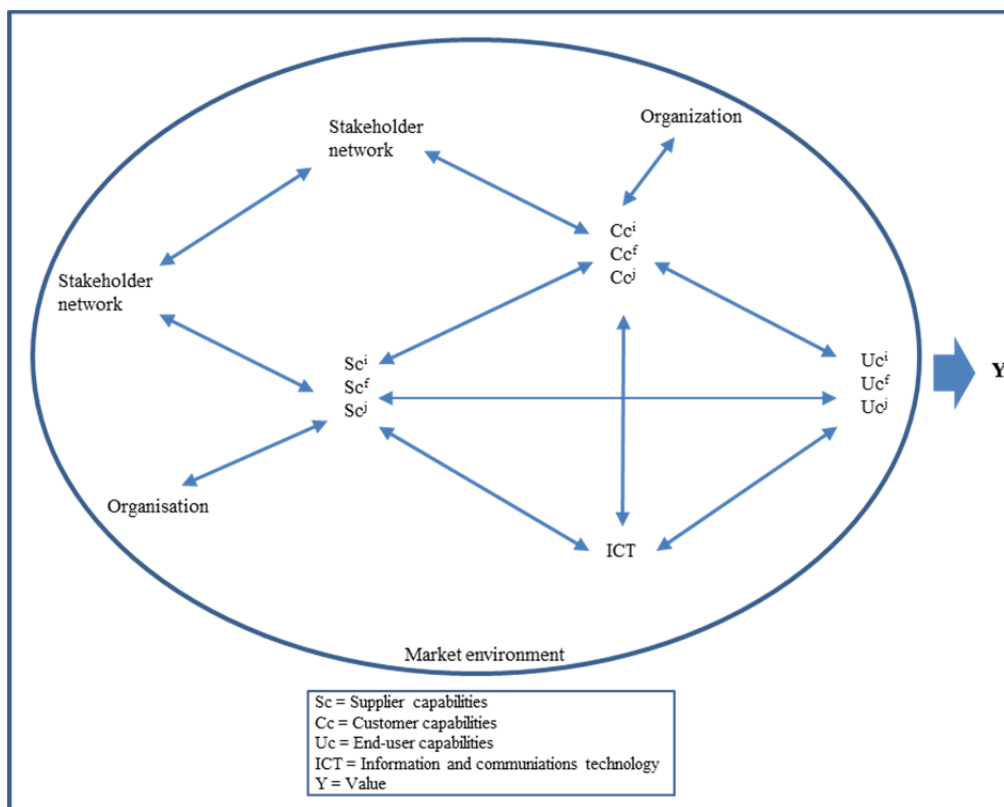 Organization
Stakeholder
network
Ccⁱ
Ccᶠ
Ccʲ
Stakeholder
network
Scⁱ
Scᶠ
Scʲ
Ucⁱ
Ucᶠ
Ucʲ
Y
Organisation
ICT
Market environment
Sc = Supplier capabilities
Cc = Customer capabilities
Uc = End-user capabilities
ICT = Information and communiations technology
Y = Value